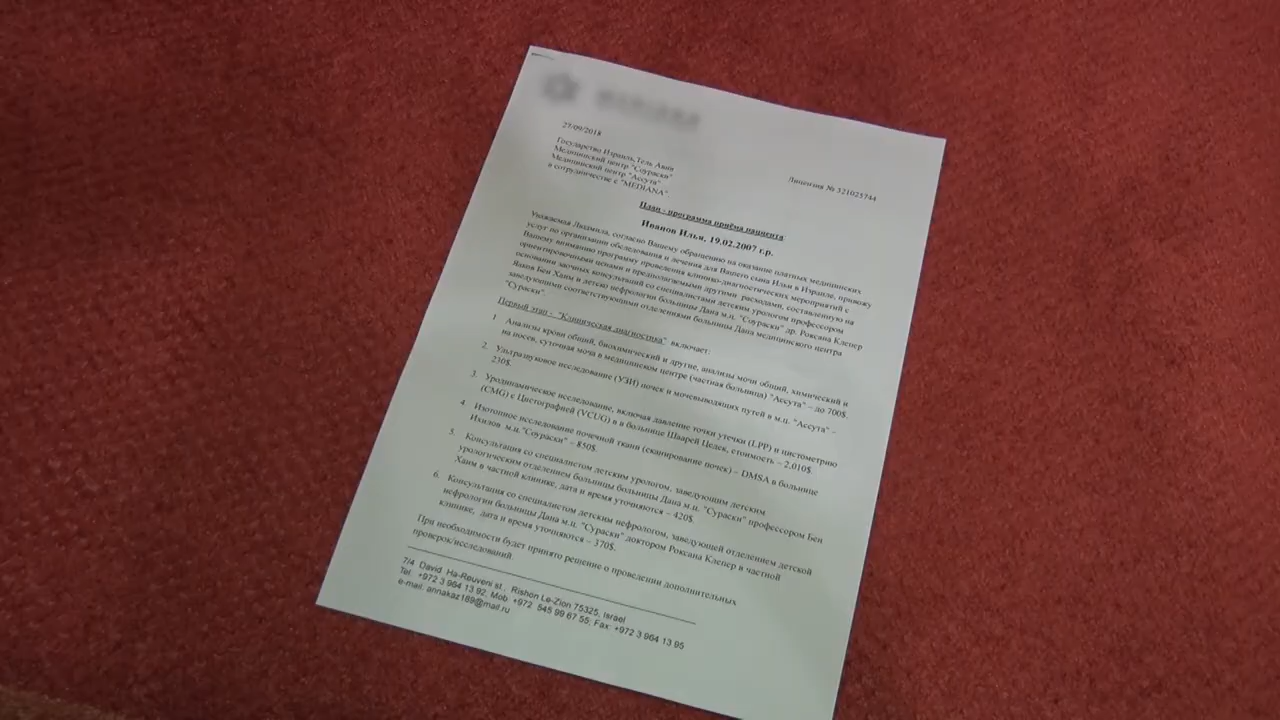 27/09/2018
Государство Израиль, Тель Авив
Медицинский центр "Соураски"
Медицинский центр "Ассута"
в сотрудничестве с "MEDIANA"
Лицензия № 321025744
План - программа приёма пациента
Иванов Илья, 19.02.2007 г.р.
Уважаемая Людмила, согласно Вашему обращению на оказание платных медицинских
услуг по организации обследования и лечения для Вашего сына Ильи в Израиле, привожу
Вашему вниманию программу проведения клинико-диагностических мероприятий с
ориентировочными ценами и предполагаемыми другими расходами, составленную на
основании заочных консультаций со специалистами детским урологом профессором
Яаков Бен Хаим и детско нефрологии больницы Дана м.ц. "Соураски" др. Роксана Клепер
заведующими соответствующими отделениями больницы Дана медицинского центра
"Сураски".
Первый этап - "Клиническая диагностика" включает:
1 Анализы крови общий, биохимический и другие, анализы мочи общий, химический и
на посев, суточная моча в медицинском центре (частная больница) "Ассута" – до 700$.
2. Ультразвуковое исследование (УЗИ) почек и мочевыводящих путей в м.ц. "Ассута" –
230$.
3. Уродинамическое исследование, включая давление точки утечки (LPP) и цистометрию
(CMG) с Цистографией (VCUG) в в больнице Шаарей Цедек, стоимость – 2,010$.
4 Изотопное исследование почечной ткани (сканирование почек) – DMSA в больнице
Ихилов м.ц."Соураски" – 850$.
5. Консультация со специалистом детским урологом, заведующим детским
урологическим отделением больницы больницы Дана м.ц. "Сураски" профессором Бен
Хаим в частной клинике, дата и время уточняются – 420$.
6. Консультация со специалистом детским нефрологом, заведующей отделением детской
нефрологии больницы Дана м.ц. "Сураски" доктором Роксана Клепер в частной
клинике, дата и время уточняются – 370$.
При необходимости будет принято решение о проведении дополнительных
проверок/исследований.
7/4 David Ha-Reuveni st., Rishon Le-Zion 75325, Israel
Tel. +972 3 964 13 92, Mob. +972 545 99 67 55; Fax: +972 3 964 13 95
e-mail: annakaz189@mail.ru